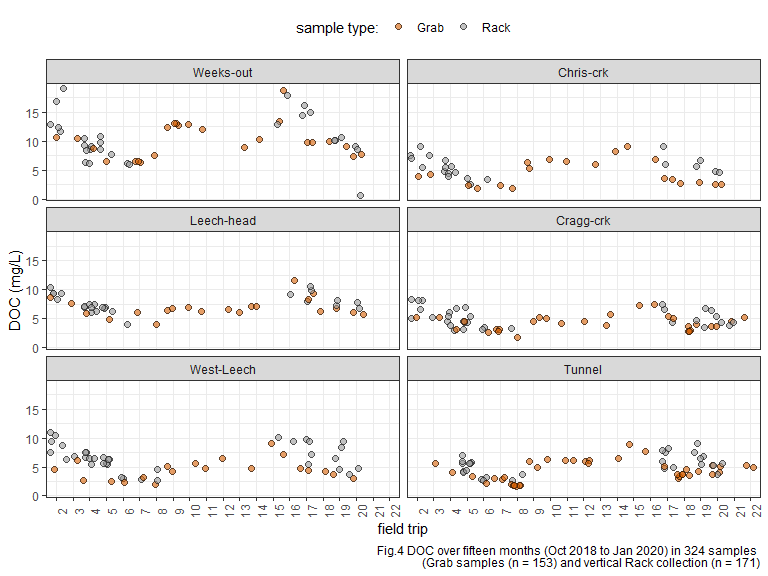 sample type: Grab Rack
Weeks-out Chris-crk
15
10
5
0
Leech-head Cragg-crk
15
10
5
0
West-Leech Tunnel
15
10
5
0
DOC (mg/L)
2 3 4 5 6 7 8 9 10 11 12 13 14 15 16 17 18 19 20 21 22 2 3 4 5 6 7 8 9 10 11 12 13 14 15 16 17 18 19 20 21 22
field trip
Fig.4 DOC over fifteen months (Oct 2018 to Jan 2020) in 324 samples
(Grab samples (n = 153) and vertical Rack collection (n = 171)